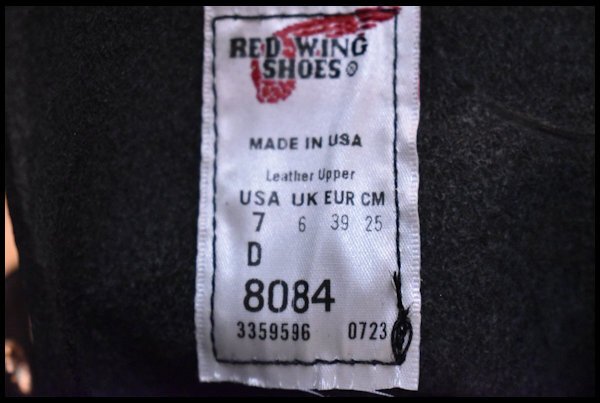 RED WING
SHOES®
MADE IN USA
Leather Upper
USA UK EUR CM
7 6 39 25
D
8084
3359596 0723